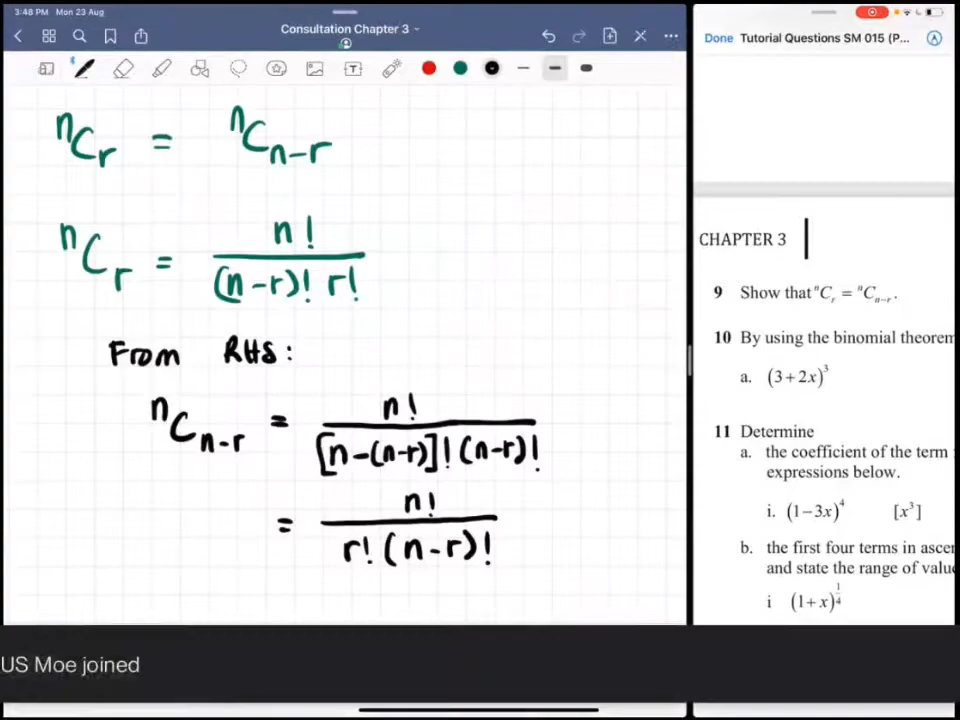 3:48 PM Mon 23 Aug
Consultation Chapter 3
ⁿCᵣ = ⁿCₙ₋ᵣ
ⁿCᵣ = n! / (n-r)! r!
From RHS:
ⁿCₙ₋ᵣ = n! / [n-(n-r)]! (n-r)!
= n! / r! (n-r)!
Done Tutorial Questions SM 015 (P...
CHAPTER 3
9 Show that ⁿCᵣ = ⁿCₙ₋ᵣ.
10 By using the binomial theorem
a. (3+2x)³
11 Determine
a. the coefficient of the term
expressions below.
i. (1-3x)⁴ [x³]
b. the first four terms in asce
and state the range of valu
i (1+x)^(1/4)
US Moe joined